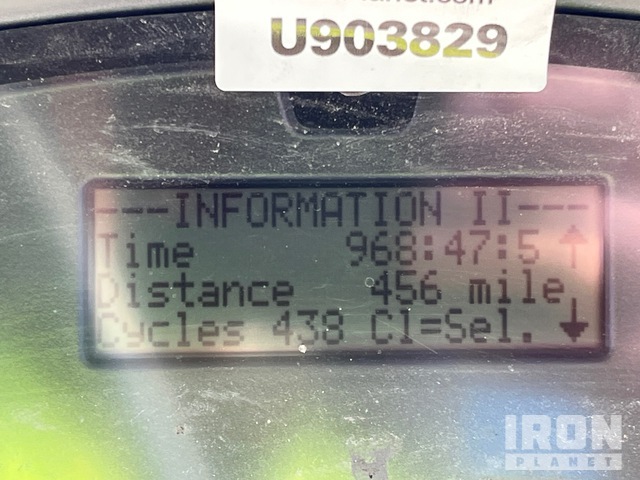 U903829
---INFORMATION II---
Time 968:47:5 ↑
Distance 456 mile
Cycles 438 Cl=Sel. ↓
IRON
PLANET